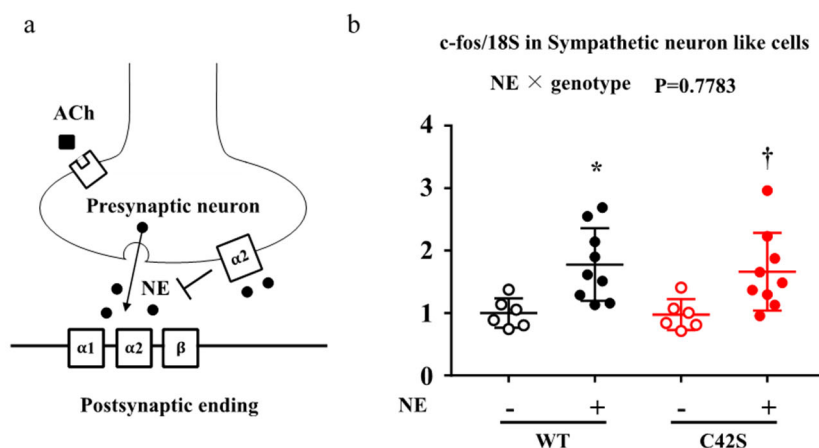 a
ACh
Presynaptic neuron
α2
NE
α1 α2 β
Postsynaptic ending
b
c-fos/18S in Sympathetic neuron like cells
NE × genotype P=0.7783
4
3
2
1
0
*
†
NE - + - +
WT C42S